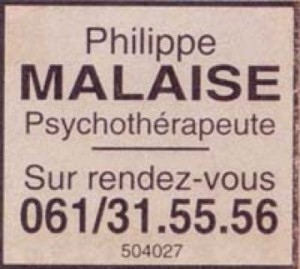 Philippe
MALAISE
Psychothérapeute
Sur rendez-vous
061/31.55.56
504027